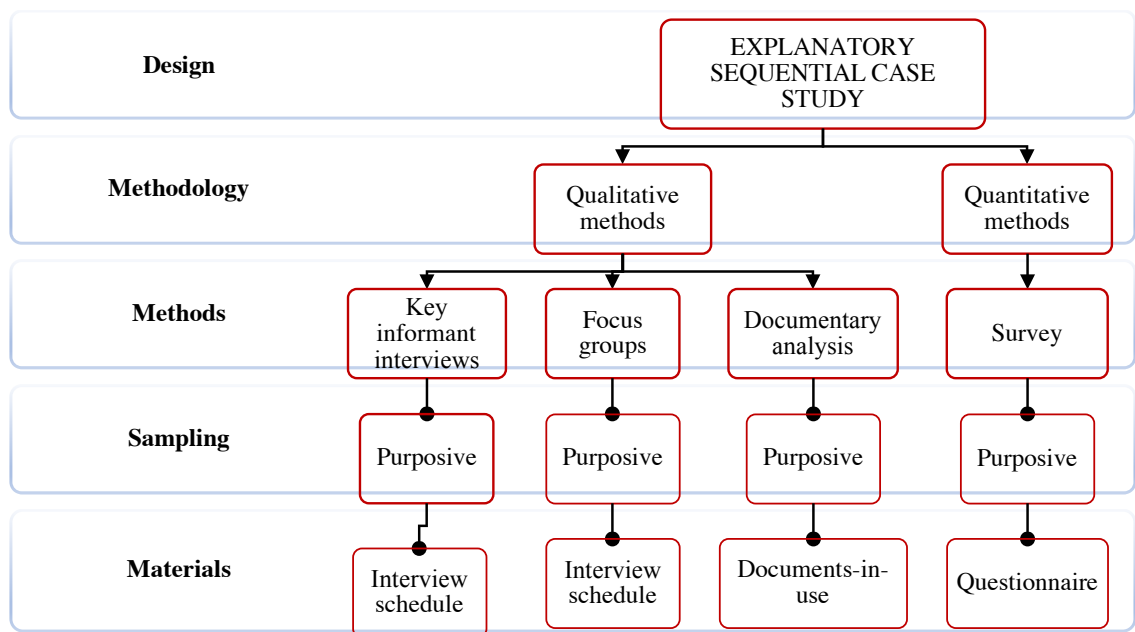 Design
EXPLANATORY
SEQUENTIAL CASE
STUDY
Methodology
Qualitative
methods
Quantitative
methods
Methods
Key
informant
interviews
Focus
groups
Documentary
analysis
Survey
Sampling
Purposive
Purposive
Purposive
Purposive
Materials
Interview
schedule
Interview
schedule
Documents-in-
use
Questionnaire